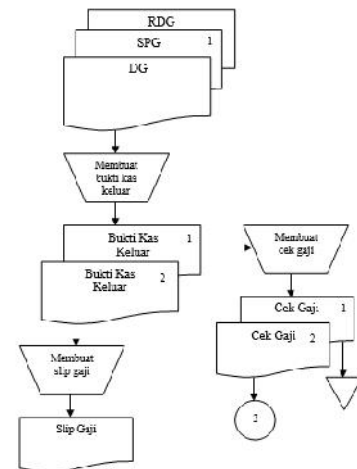 RDG
SPG 1
DG
Membuat
bukti kas
keluar
Bukti Kas 1
Keluar
Bukti Kas 2
Keluar
Membuat
slip gaji
Slip Gaji
Membuat
cek gaji
Cek Gaji 1
Cek Gaji 2
2